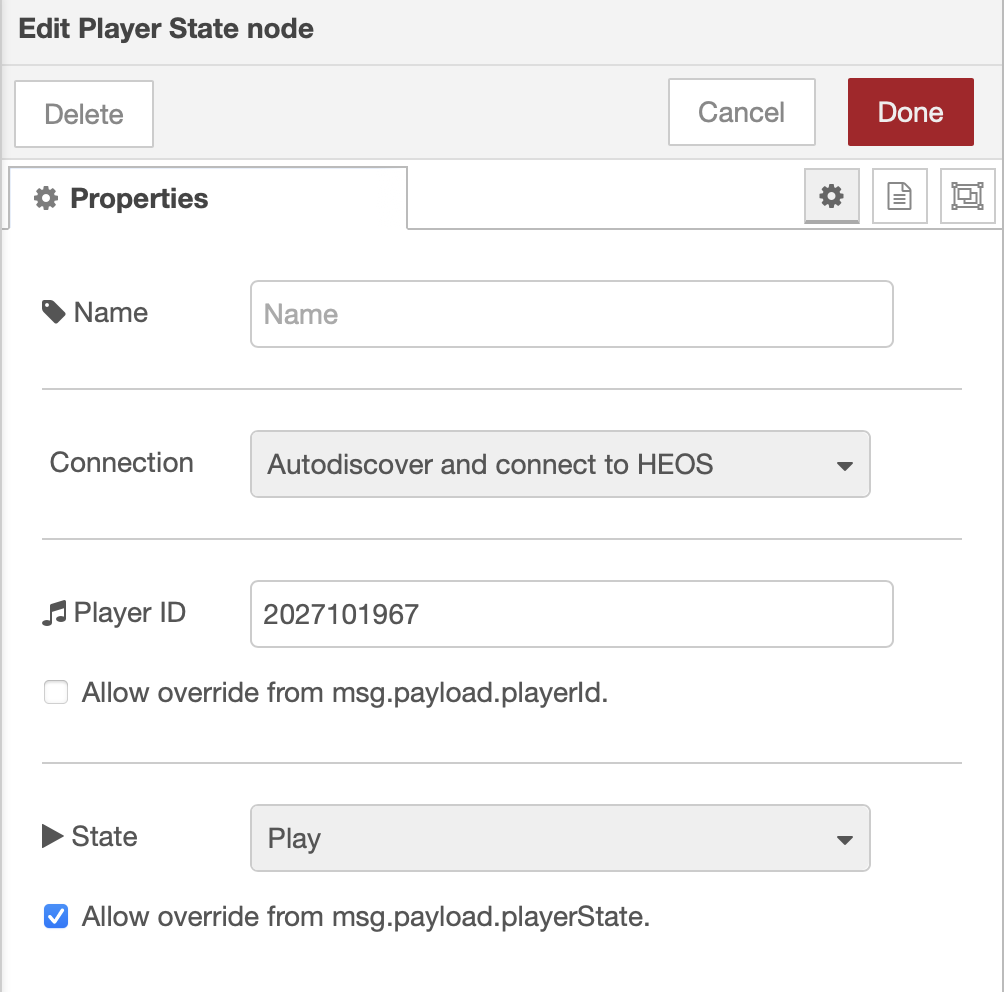 Edit Player State node
Delete
Cancel
Done
Properties
Name
Name
Connection
Autodiscover and connect to HEOS
Player ID
2027101967
Allow override from msg.payload.playerId.
State
Play
Allow override from msg.payload.playerState.